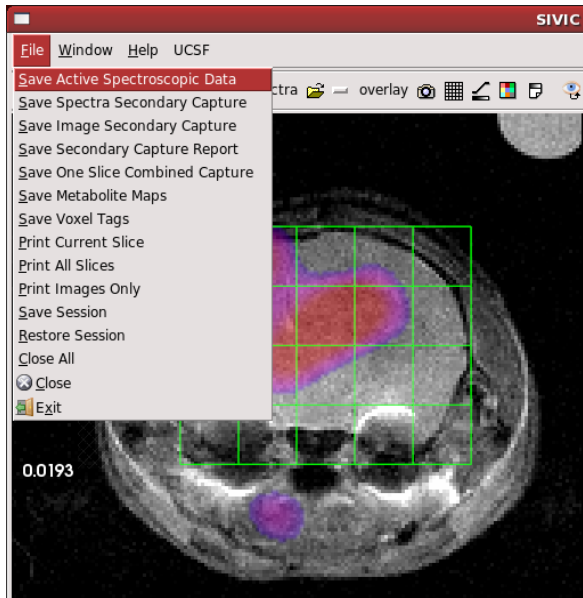 SIVIC
File Window Help UCSF
ctra overlay
Save Active Spectroscopic Data
Save Spectra Secondary Capture
Save Image Secondary Capture
Save Secondary Capture Report
Save One Slice Combined Capture
Save Metabolite Maps
Save Voxel Tags
Print Current Slice
Print All Slices
Print Images Only
Save Session
Restore Session
Close All
Close
Exit
0.0193